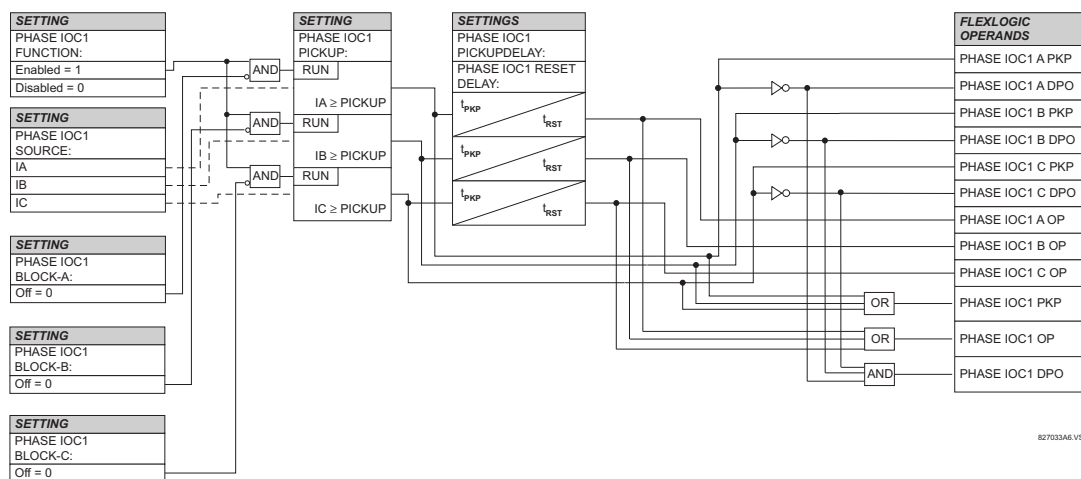 SETTING
PHASE IOC1
FUNCTION:
Enabled = 1
Disabled = 0
SETTING
PHASE IOC1
SOURCE:
IA
IB
IC
SETTING
PHASE IOC1
BLOCK-A:
Off = 0
SETTING
PHASE IOC1
BLOCK-B:
Off = 0
SETTING
PHASE IOC1
BLOCK-C:
Off = 0
AND
AND
AND
SETTING
PHASE IOC1
PICKUP:
RUN
IA ≥ PICKUP
RUN
IB ≥ PICKUP
RUN
IC ≥ PICKUP
SETTINGS
PHASE IOC1
PICKUPDELAY:
PHASE IOC1 RESET
DELAY:
tPKP
tRST
tPKP
tRST
tPKP
tRST
OR
OR
AND
FLEXLOGIC
OPERANDS
PHASE IOC1 A PKP
PHASE IOC1 A DPO
PHASE IOC1 B PKP
PHASE IOC1 B DPO
PHASE IOC1 C PKP
PHASE IOC1 C DPO
PHASE IOC1 A OP
PHASE IOC1 B OP
PHASE IOC1 C OP
PHASE IOC1 PKP
PHASE IOC1 OP
PHASE IOC1 DPO
827033A6.VS